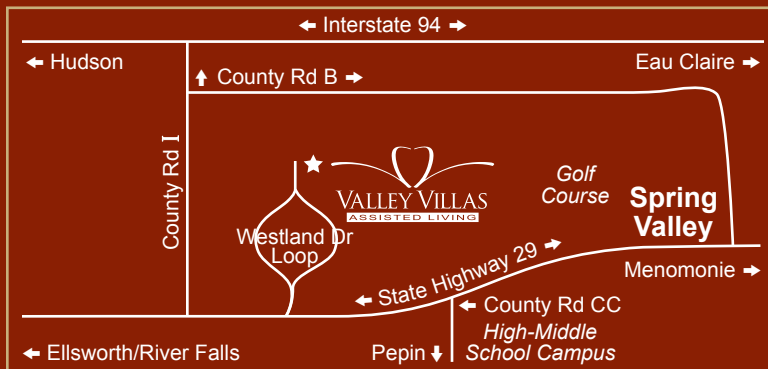 ← Interstate 94 →
← Hudson
Eau Claire →
↑ County Rd B →
County Rd I
VALLEY VILLAS
ASSISTED LIVING
Golf
Course
Spring
Valley
Westland Dr
Loop
← State Highway 29 →
Menomonie →
← County Rd CC
High-Middle
School Campus
← Ellsworth/River Falls
Pepin ↓